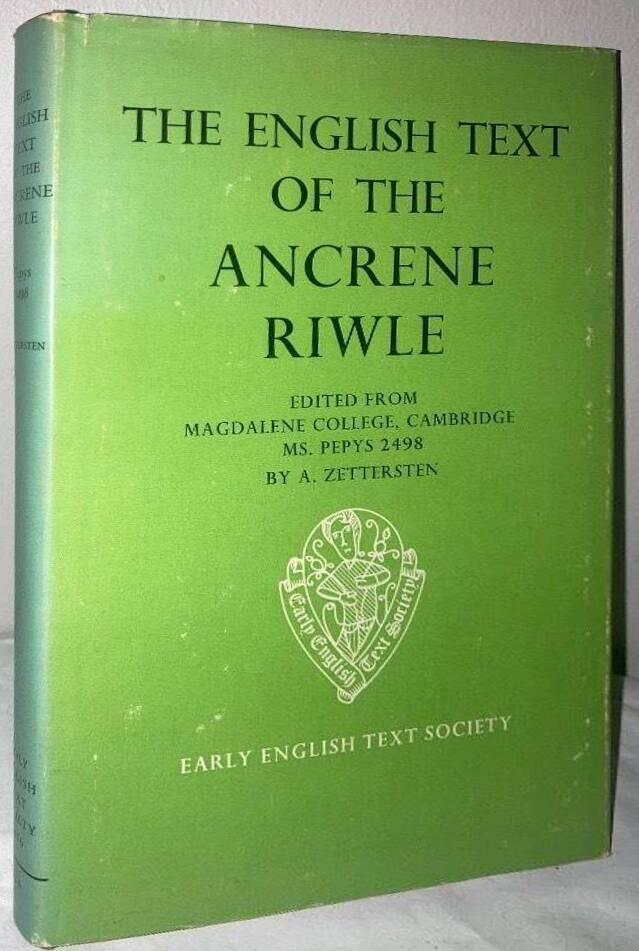 THE ENGLISH TEXT
OF THE
ANCRENE
RIWLE
EDITED FROM
MAGDALENE COLLEGE, CAMBRIDGE
MS. PEPYS 2498
BY A. ZETTERSTEN
Early English Text Society
EARLY ENGLISH TEXT SOCIETY
THE